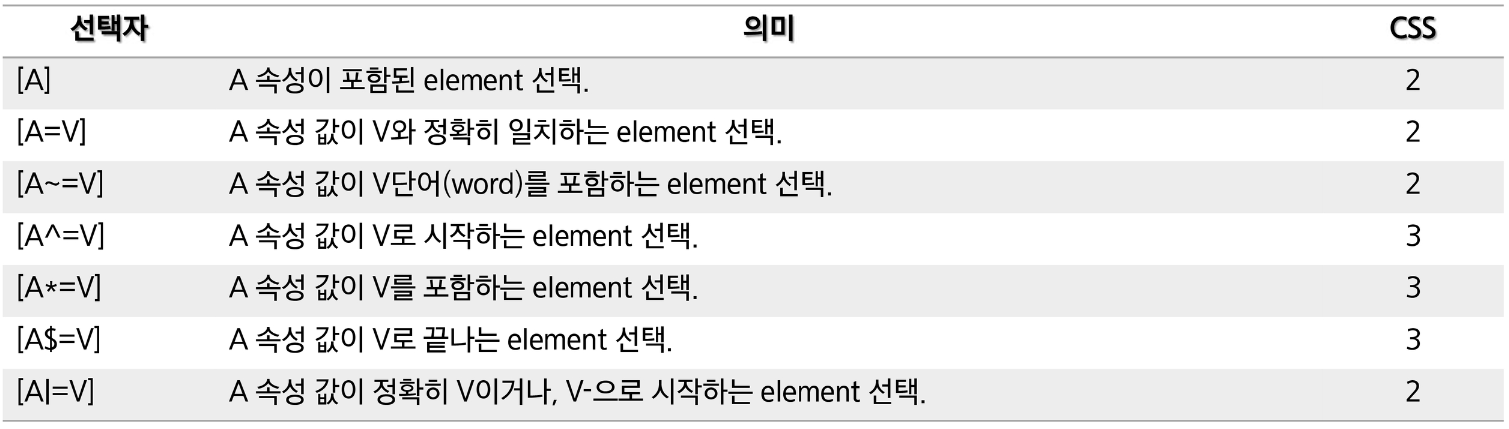 선택자 의미 CSS
[A] A 속성이 포함된 element 선택. 2
[A=V] A 속성 값이 V와 정확히 일치하는 element 선택. 2
[A~=V] A 속성 값이 V단어(word)를 포함하는 element 선택. 2
[A^=V] A 속성 값이 V로 시작하는 element 선택. 3
[A*=V] A 속성 값이 V를 포함하는 element 선택. 3
[A$=V] A 속성 값이 V로 끝나는 element 선택. 3
[A|=V] A 속성 값이 정확히 V이거나, V-으로 시작하는 element 선택. 2